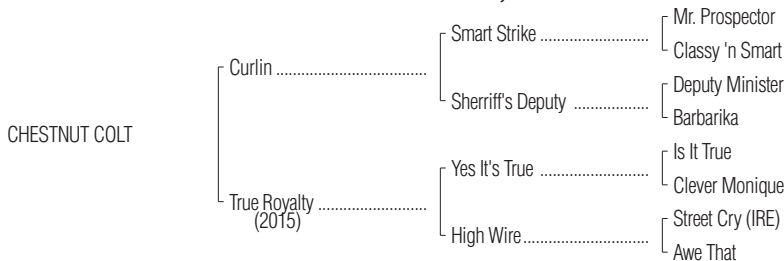 Mr. Prospector
Smart Strike ....................
Classy 'n Smart
Curlin ..................................
Deputy Minister
Sherriff's Deputy ..................
Barbarika
CHESTNUT COLT
Is It True
Yes It's True ....................
Clever Monique
True Royalty ........................
(2015)
Street Cry (IRE)
High Wire.............................
Awe That